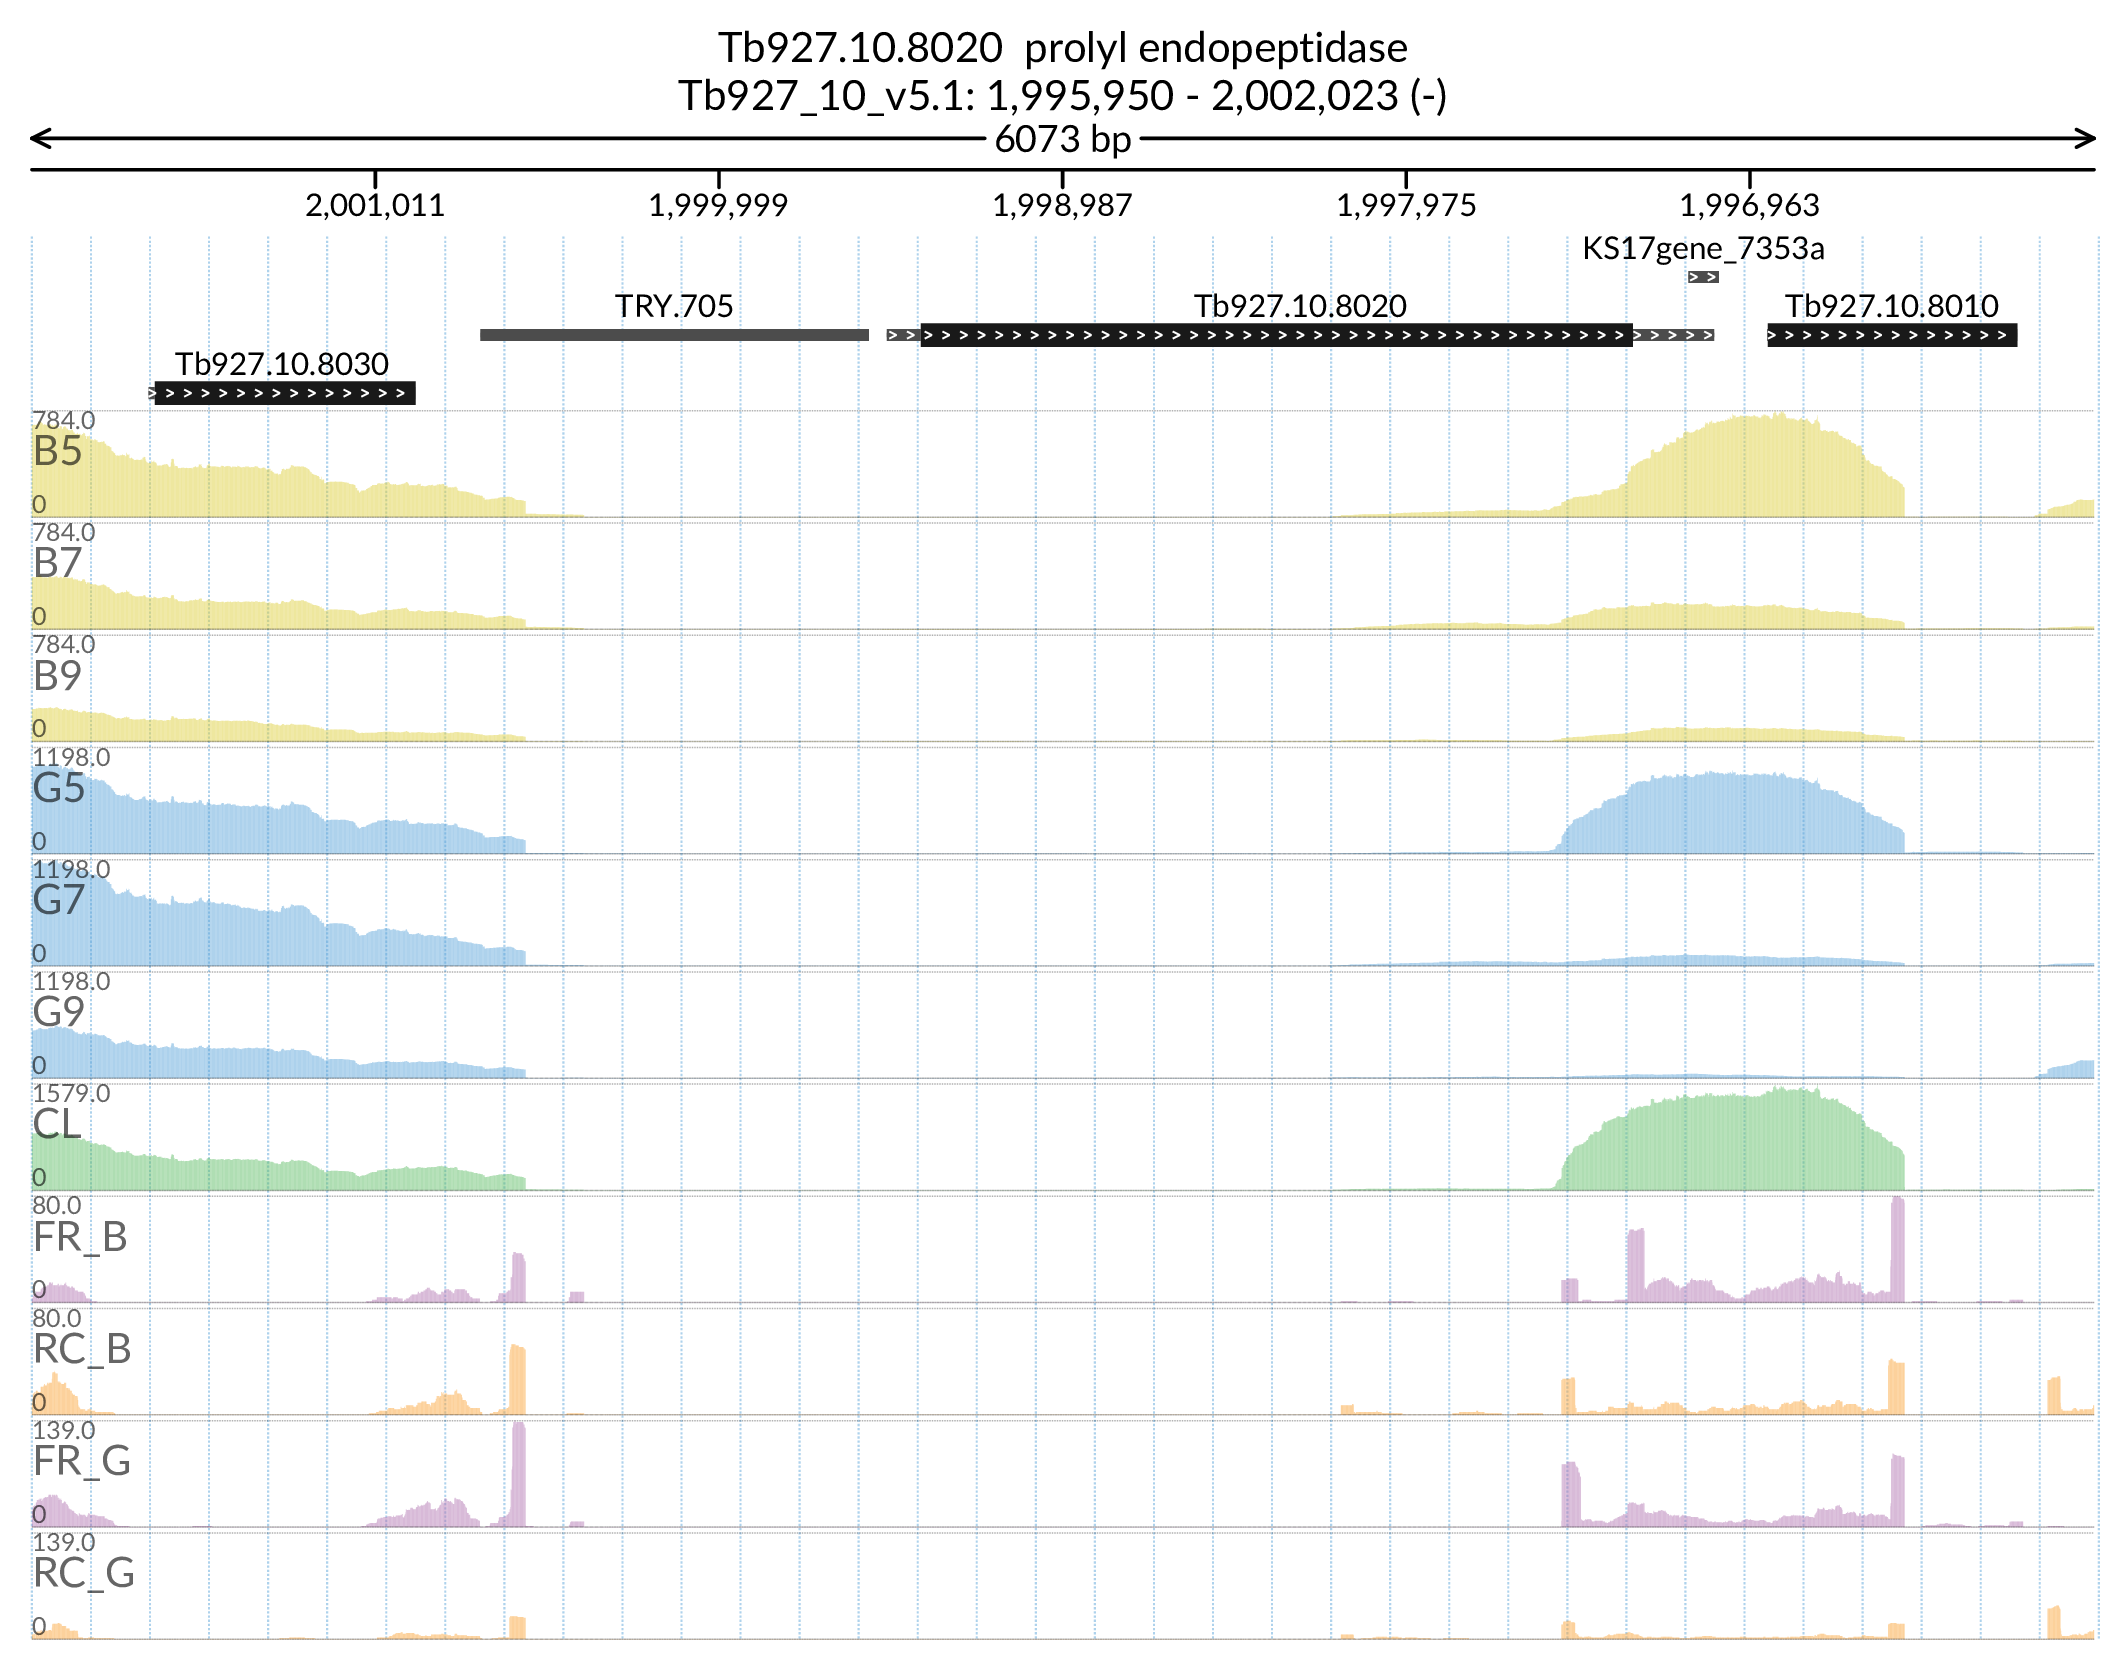 Tb927.10.8020  prolyl endopeptidase
Tb927_10_v5.1: 1,995,950 - 2,002,023 (-)
6073 bp
2,001,011 1,999,999 1,998,987 1,997,975 1,996,963
KS17gene_7353a
TRY.705 Tb927.10.8020 Tb927.10.8010
Tb927.10.8030
784.0
B5
0
784.0
B7
0
784.0
B9
0
1198.0
G5
0
1198.0
G7
0
1198.0
G9
0
1579.0
CL
0
80.0
FR_B
0
80.0
RC_B
0
139.0
FR_G
0
139.0
RC_G
0